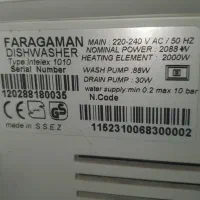 FARAGAMAN
DISHWASHER
Type:Intelex 1010
Serial Number
120288180035
MAIN : 220-240 V AC / 50 HZ
NOMINAL POWER : 2088 W
HEATING ELEMENT : 2000W
WASH PUMP : 88W
DRAIN PUMP : 30W
water supply min 0.2 max 10 bar
N.Code
1152310068300002
Made in S.S.E.Z